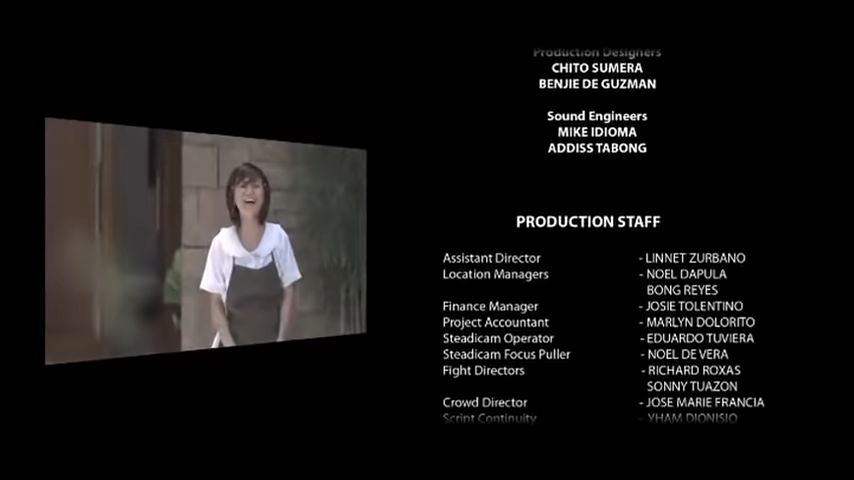 Production Designers
CHITO SUMERA
BENJIE DE GUZMAN
Sound Engineers
MIKE IDIOMA
ADDISS TABONG
PRODUCTION STAFF
Assistant Director - LINNET ZURBANO
Location Managers - NOEL DAPULA
BONG REYES
Finance Manager - JOSIE TOLENTINO
Project Accountant - MARLYN DOLORITO
Steadicam Operator - EDUARDO TUVIERA
Steadicam Focus Puller - NOEL DE VERA
Fight Directors - RICHARD ROXAS
SONNY TUAZON
Crowd Director - JOSE MARIE FRANCIA
Script Continuity - YHAM DIONISIO